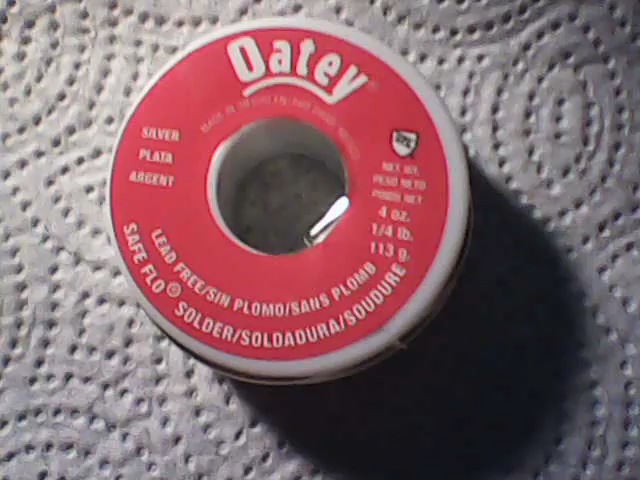 Oatey
SILVER
PLATA
ARGENT
NET WT.
PESO NETO
POIDS NET
4 oz.
1/4 lb.
113 g.
LEAD FREE/SIN PLOMO/SANS PLOMB
SAFE FLO® SOLDER/SOLDADURA/SOUDURE